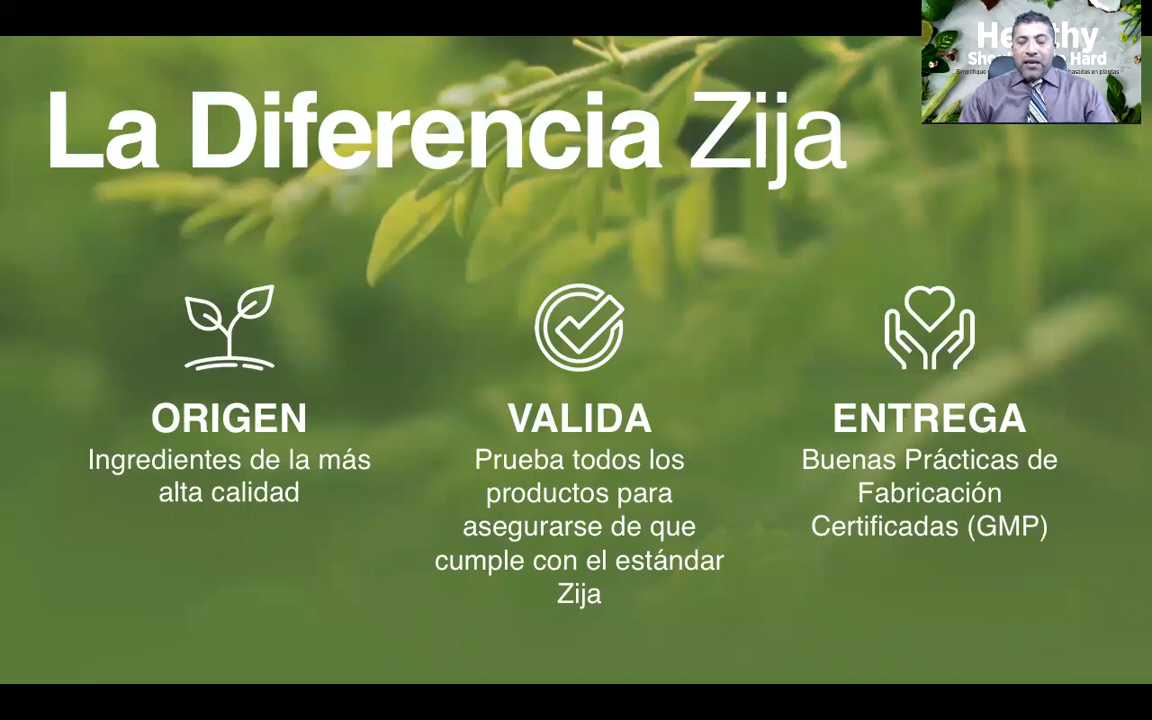 La Diferencia Zija
Shou Hard
ORIGEN
Ingredientes de la más
alta calidad
VALIDA
Prueba todos los
productos para
asegurarse de que
cumple con el estándar
Zija
ENTREGA
Buenas Prácticas de
Fabricación
Certificadas (GMP)